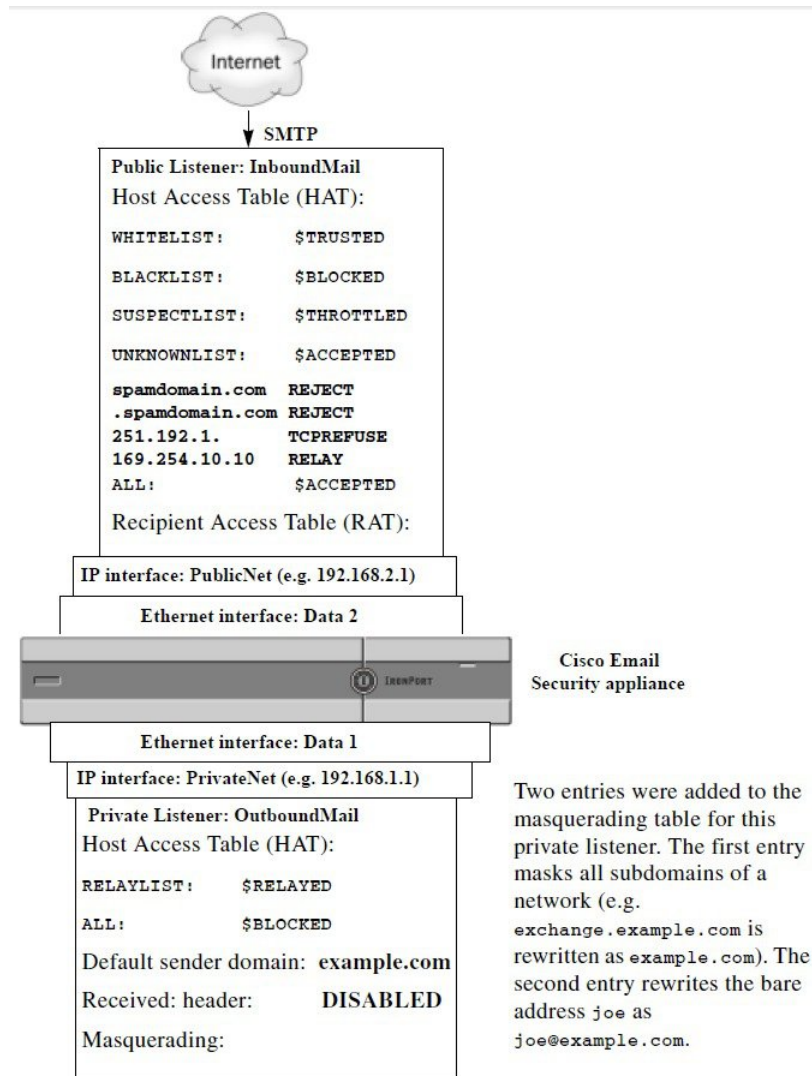 Internet
SMTP
Public Listener: InboundMail
Host Access Table (HAT):
WHITELIST: $TRUSTED
BLACKLIST: $BLOCKED
SUSPECTLIST: $THROTTLED
UNKNOWNLIST: $ACCEPTED
spamdomain.com REJECT
.spamdomain.com REJECT
251.192.1. TCPREFUSE
169.254.10.10 RELAY
ALL: $ACCEPTED
Recipient Access Table (RAT):
IP interface: PublicNet (e.g. 192.168.2.1)
Ethernet interface: Data 2
IRONPORT
Cisco Email
Security appliance
Ethernet interface: Data 1
IP interface: PrivateNet (e.g. 192.168.1.1)
Private Listener: OutboundMail
Host Access Table (HAT):
RELAYLIST: $RELAYED
ALL: $BLOCKED
Default sender domain: example.com
Received: header: DISABLED
Masquerading:
Two entries were added to the
masquerading table for this
private listener. The first entry
masks all subdomains of a
network (e.g.
exchange.example.com is
rewritten as example.com). The
second entry rewrites the bare
address joe as
joe@example.com.